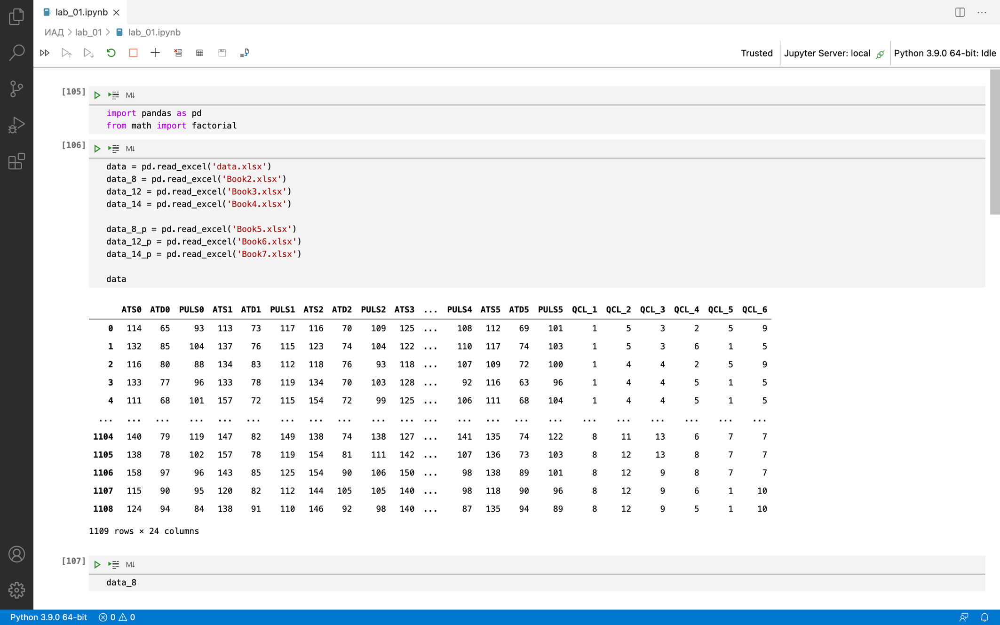 lab_01.ipynb
ИАД > lab_01 > lab_01.ipynb
Trusted Jupyter Server: local Python 3.9.0 64-bit: Idle
[105] M↓
import pandas as pd
from math import factorial
[106] M↓
data = pd.read_excel('data.xlsx')
data_8 = pd.read_excel('Book2.xlsx')
data_12 = pd.read_excel('Book3.xlsx')
data_14 = pd.read_excel('Book4.xlsx')
data_8_p = pd.read_excel('Book5.xlsx')
data_12_p = pd.read_excel('Book6.xlsx')
data_14_p = pd.read_excel('Book7.xlsx')
data
ATS0 ATD0 PULS0 ATS1 ATD1 PULS1 ATS2 ATD2 PULS2 ATS3 ... PULS4 ATS5 ATD5 PULS5 QCL_1 QCL_2 QCL_3 QCL_4 QCL_5 QCL_6
0 114 65 93 113 73 117 116 70 109 125 ... 108 112 69 101 1 5 3 2 5 9
1 132 85 104 137 76 115 123 74 104 122 ... 110 117 74 103 1 5 3 6 1 5
2 116 80 88 134 83 112 118 76 93 118 ... 107 109 72 100 1 4 4 2 5 9
3 133 77 96 133 78 119 134 70 103 128 ... 92 116 63 96 1 4 4 5 1 5
4 111 68 101 157 72 115 154 72 99 125 ... 106 111 68 104 1 4 4 5 1 5
... ... ... ... ... ... ... ... ... ... ... ... ... ... ... ... ... ... ... ... ... ...
1104 140 79 119 147 82 149 138 74 138 127 ... 141 135 74 122 8 11 13 6 7 7
1105 138 78 102 157 78 119 154 81 111 142 ... 107 136 73 103 8 12 13 8 7 7
1106 158 97 96 143 85 125 154 90 106 150 ... 98 138 89 101 8 12 9 8 7 7
1107 115 90 95 120 82 112 144 105 105 140 ... 98 118 90 96 8 12 9 6 1 10
1108 124 94 84 138 91 110 146 92 98 140 ... 87 135 94 89 8 12 9 5 1 10
1109 rows × 24 columns
[107] M↓
data_8
Python 3.9.0 64-bit 0 0